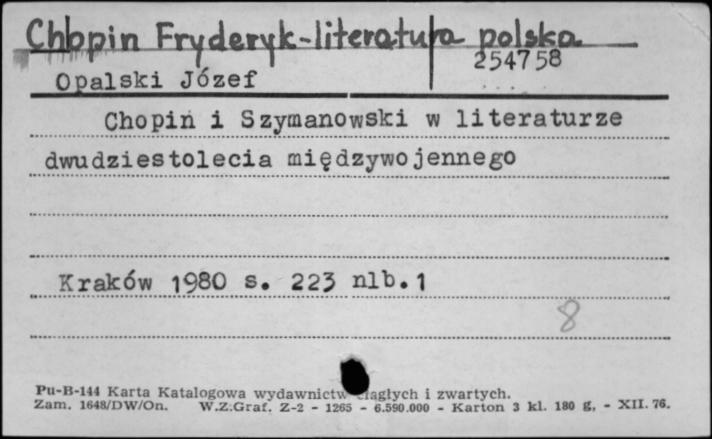 Chopin Fryderyk-literatura polska
254758
Opalski Józef
Chopin i Szymanowski w literaturze
dwudziestolecia międzywojennego
Kraków 1980 s. 223 nlb.1
8
Pu-B-144 Karta Katalogowa wydawnictw ciągłych i zwartych.
Zam. 1648/DW/On. W.Z.Graf. Z-2 - 1265 - 6.590.000 - Karton 3 kl. 180 g. - XII. 76.